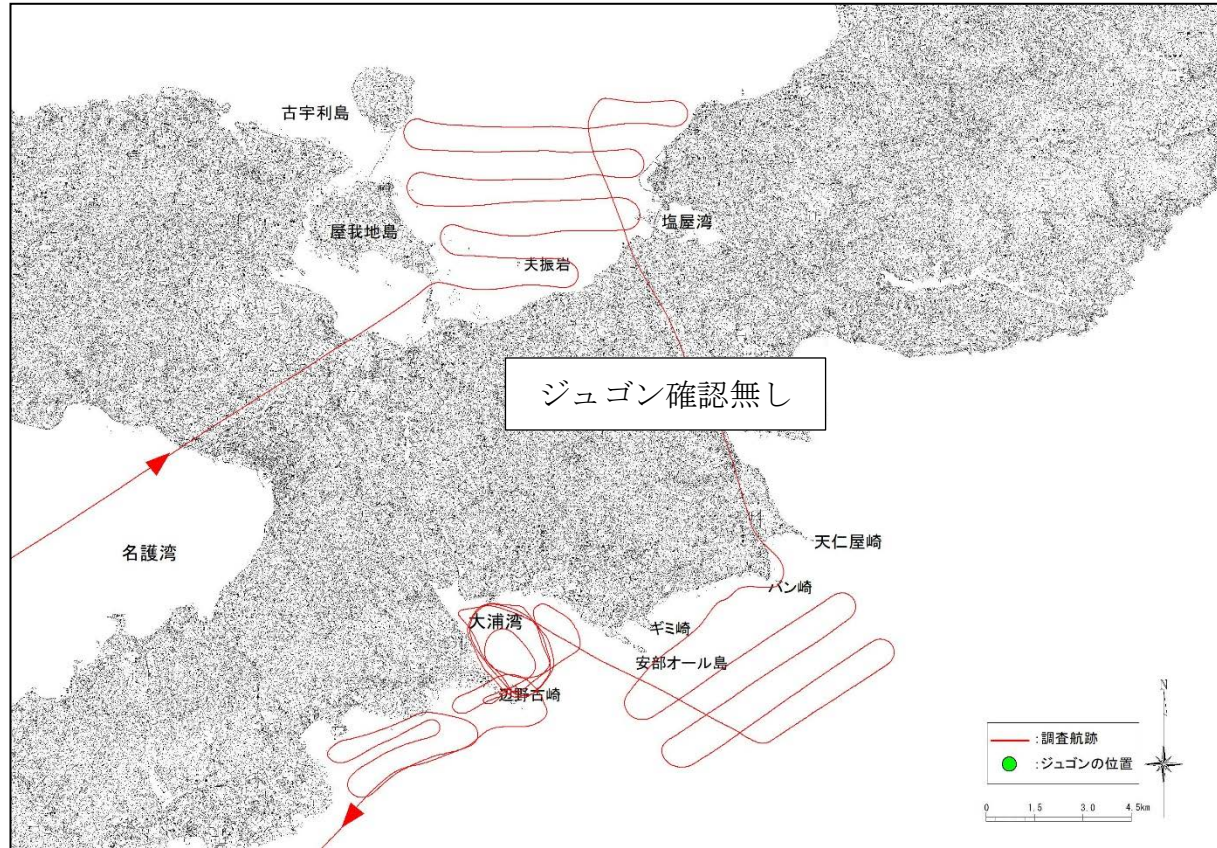 古宇利島
屋我地島
塩屋湾
夫振岩
ジュゴン確認無し
名護湾
天仁屋崎
バン崎
大浦湾
ギミ崎
安部オール島
辺野古崎
N
:調査航跡
:ジュゴンの位置
0 1.5 3.0 4.5km